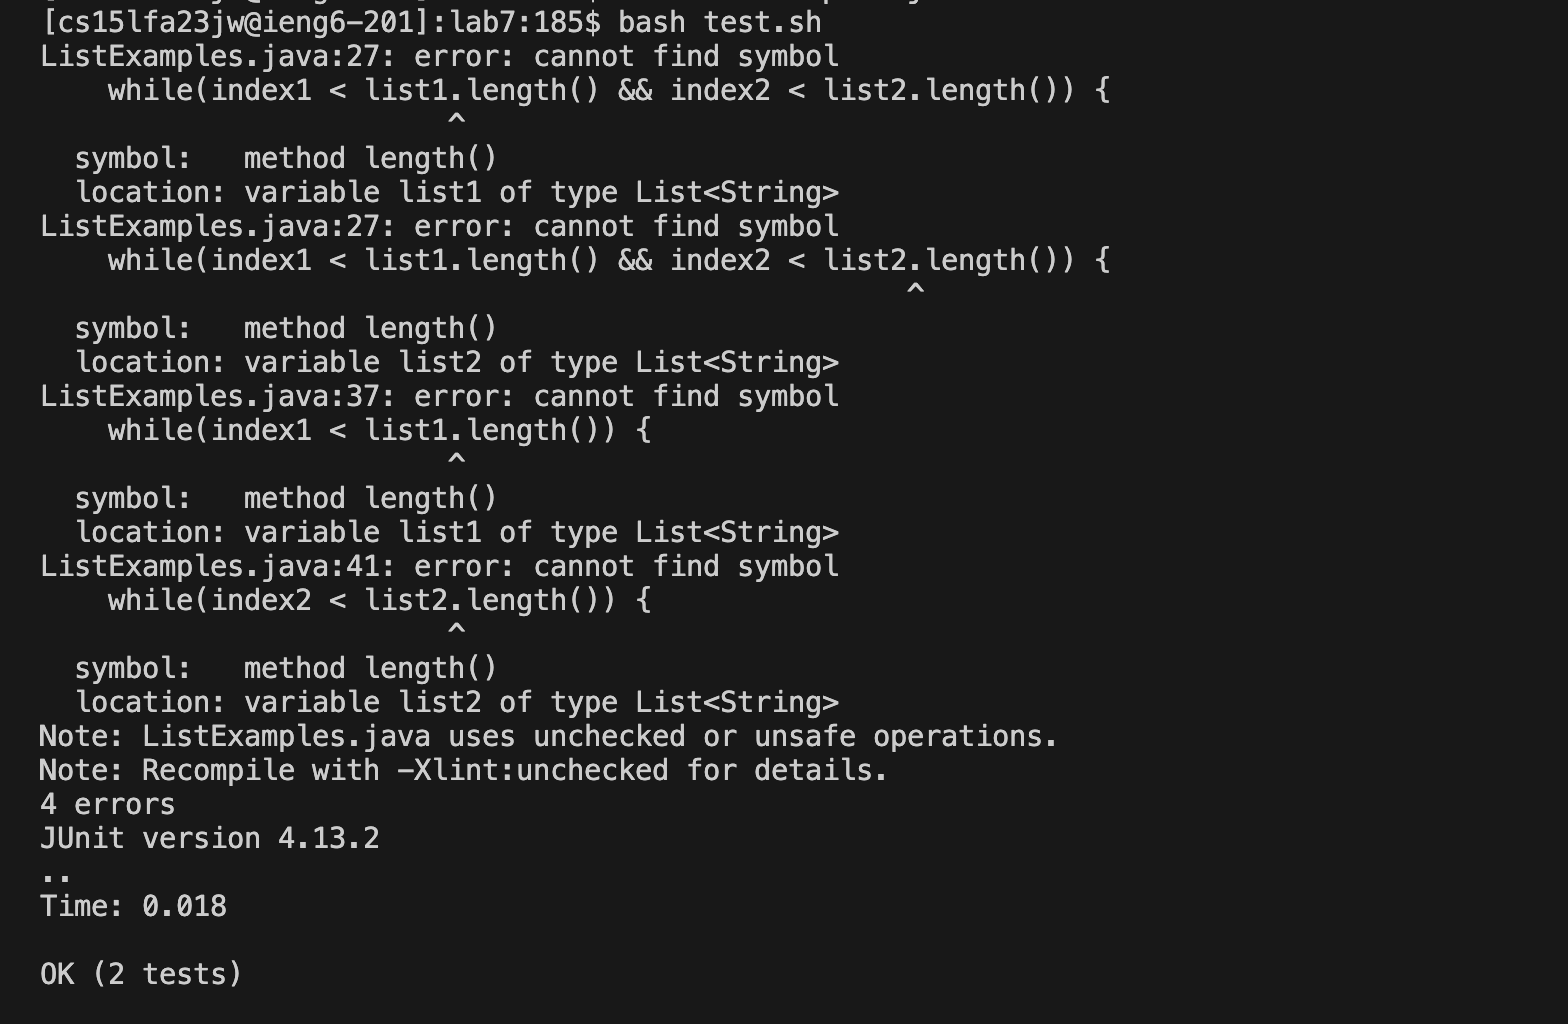 [cs15lfa23jw@ieng6-201]:lab7:185$ bash test.sh
ListExamples.java:27: error: cannot find symbol
    while(index1 < list1.length() && index2 < list2.length()) {
                        ^
  symbol:   method length()
  location: variable list1 of type List<String>
ListExamples.java:27: error: cannot find symbol
    while(index1 < list1.length() && index2 < list2.length()) {
                                                   ^
  symbol:   method length()
  location: variable list2 of type List<String>
ListExamples.java:37: error: cannot find symbol
    while(index1 < list1.length()) {
                        ^
  symbol:   method length()
  location: variable list1 of type List<String>
ListExamples.java:41: error: cannot find symbol
    while(index2 < list2.length()) {
                        ^
  symbol:   method length()
  location: variable list2 of type List<String>
Note: ListExamples.java uses unchecked or unsafe operations.
Note: Recompile with -Xlint:unchecked for details.
4 errors
JUnit version 4.13.2
..
Time: 0.018

OK (2 tests)